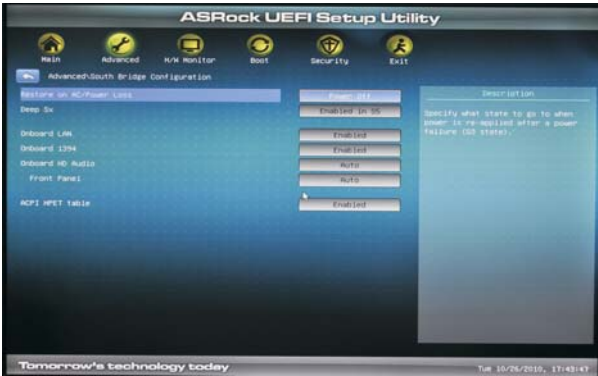 ASRock UEFI Setup Utility
Main Advanced H/W Monitor Boot Security Exit
Advanced\South Bridge Configuration
Restore on AC/Power Loss Power Off
Deep Sx Enabled in S5
Onboard LAN Enabled
Onboard 1394 Enabled
Onboard HD Audio Auto
Front Panel Auto
ACPI HPET table Enabled
Description
Specify what state to go to when
power is re-applied after a power
failure (G3 state).
Tomorrow's technology today
Tue 10/26/2010, 17:43:47